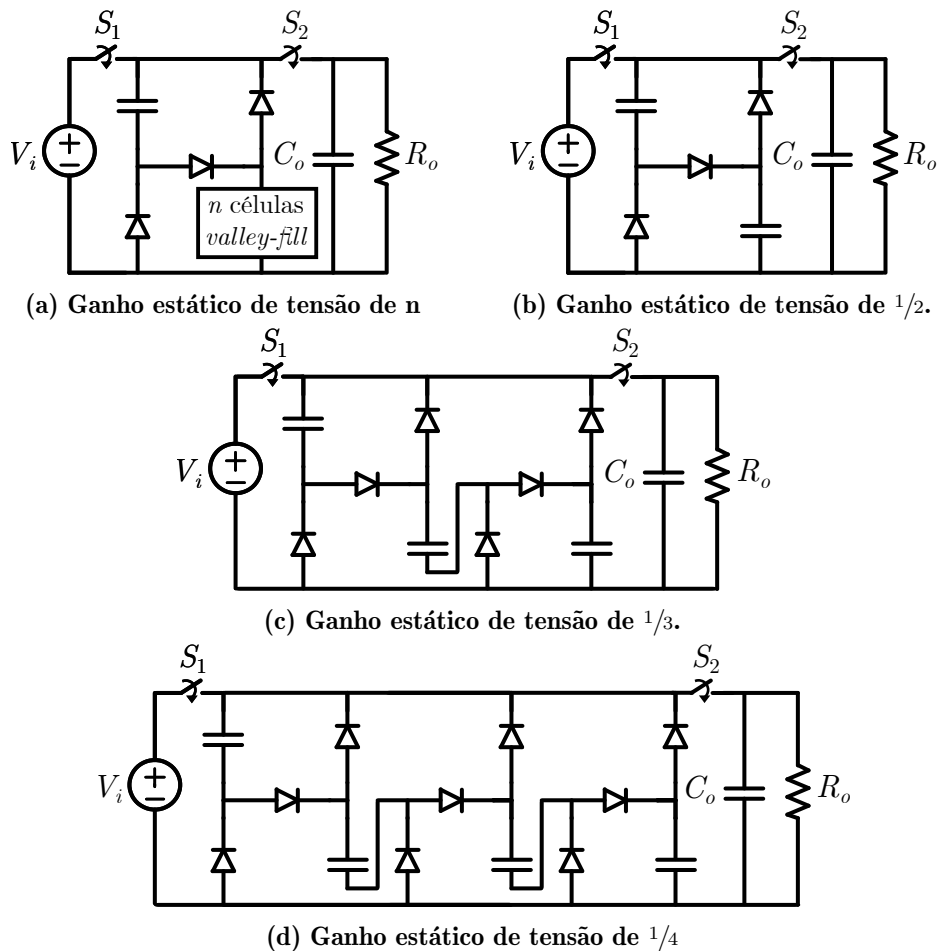 S₁ S₂
Vᵢ + − Cₒ Rₒ
n células
valley-fill
(a) Ganho estático de tensão de n
S₁ S₂
Vᵢ + − Cₒ Rₒ
(b) Ganho estático de tensão de 1/2.
S₁ S₂
Vᵢ + − Cₒ Rₒ
(c) Ganho estático de tensão de 1/3.
S₁ S₂
Vᵢ + − Cₒ Rₒ
(d) Ganho estático de tensão de 1/4